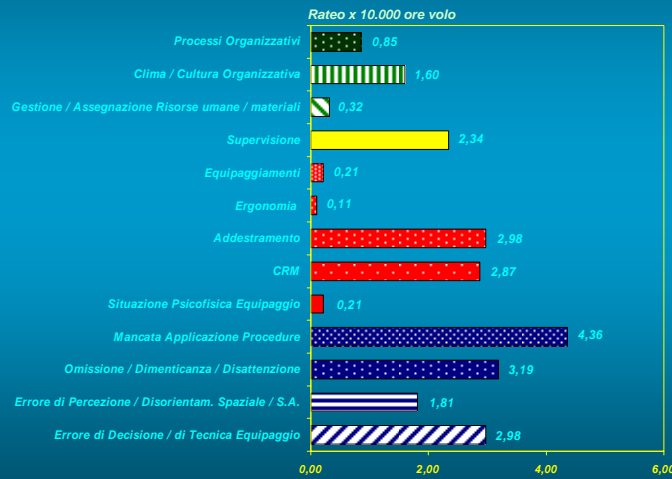 Rateo x 10.000 ore volo
Processi Organizzativi 0,85
Clima / Cultura Organizzativa 1,60
Gestione / Assegnazione Risorse umane / materiali 0,32
Supervisione 2,34
Equipaggiamenti 0,21
Ergonomia 0,11
Addestramento 2,98
CRM 2,87
Situazione Psicofisica Equipaggio 0,21
Mancata Applicazione Procedure 4,36
Omissione / Dimenticanza / Disattenzione 3,19
Errore di Percezione / Disorientam. Spaziale / S.A. 1,81
Errore di Decisione / di Tecnica Equipaggio 2,98
0,00 2,00 4,00 6,00